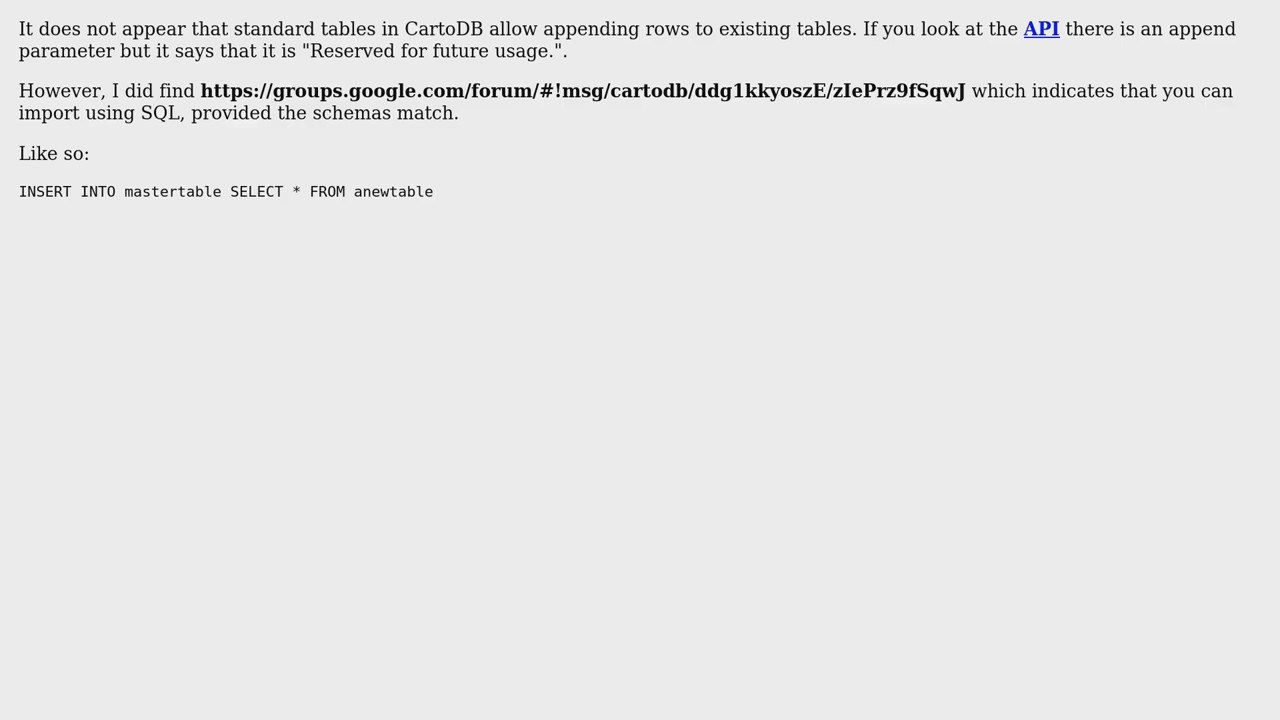 It does not appear that standard tables in CartoDB allow appending rows to existing tables. If you look at the API there is an append
parameter but it says that it is "Reserved for future usage.".
However, I did find https://groups.google.com/forum/#!msg/cartodb/ddg1kkyoszE/zIePrz9fSqwJ which indicates that you can
import using SQL, provided the schemas match.
Like so:
INSERT INTO mastertable SELECT * FROM anewtable